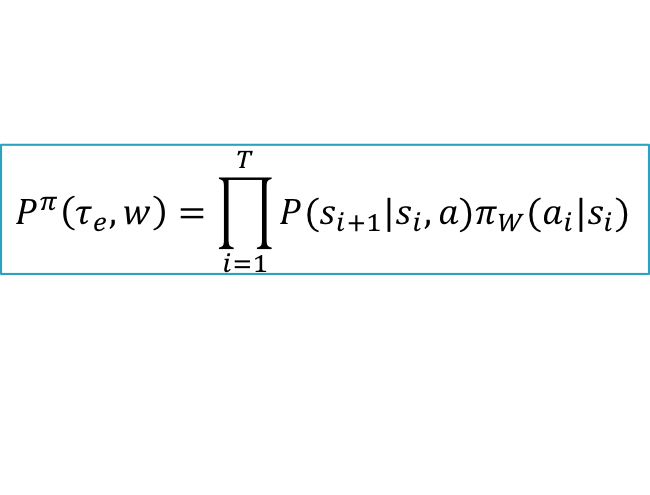 P^π(τ_e, w) = ∏_{i=1}^{T} P(s_{i+1}|s_i, a)π_W(a_i|s_i)